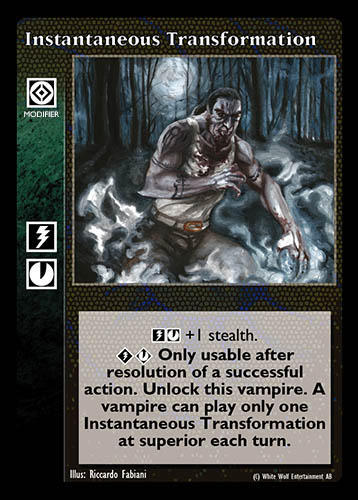 Instantaneous Transformation
MODIFIER
+1 stealth.
Only usable after
resolution of a successful
action. Unlock this vampire. A
vampire can play only one
Instantaneous Transformation
at superior each turn.
Illus: Riccardo Fabiani
(C) White Wolf Entertainment AB